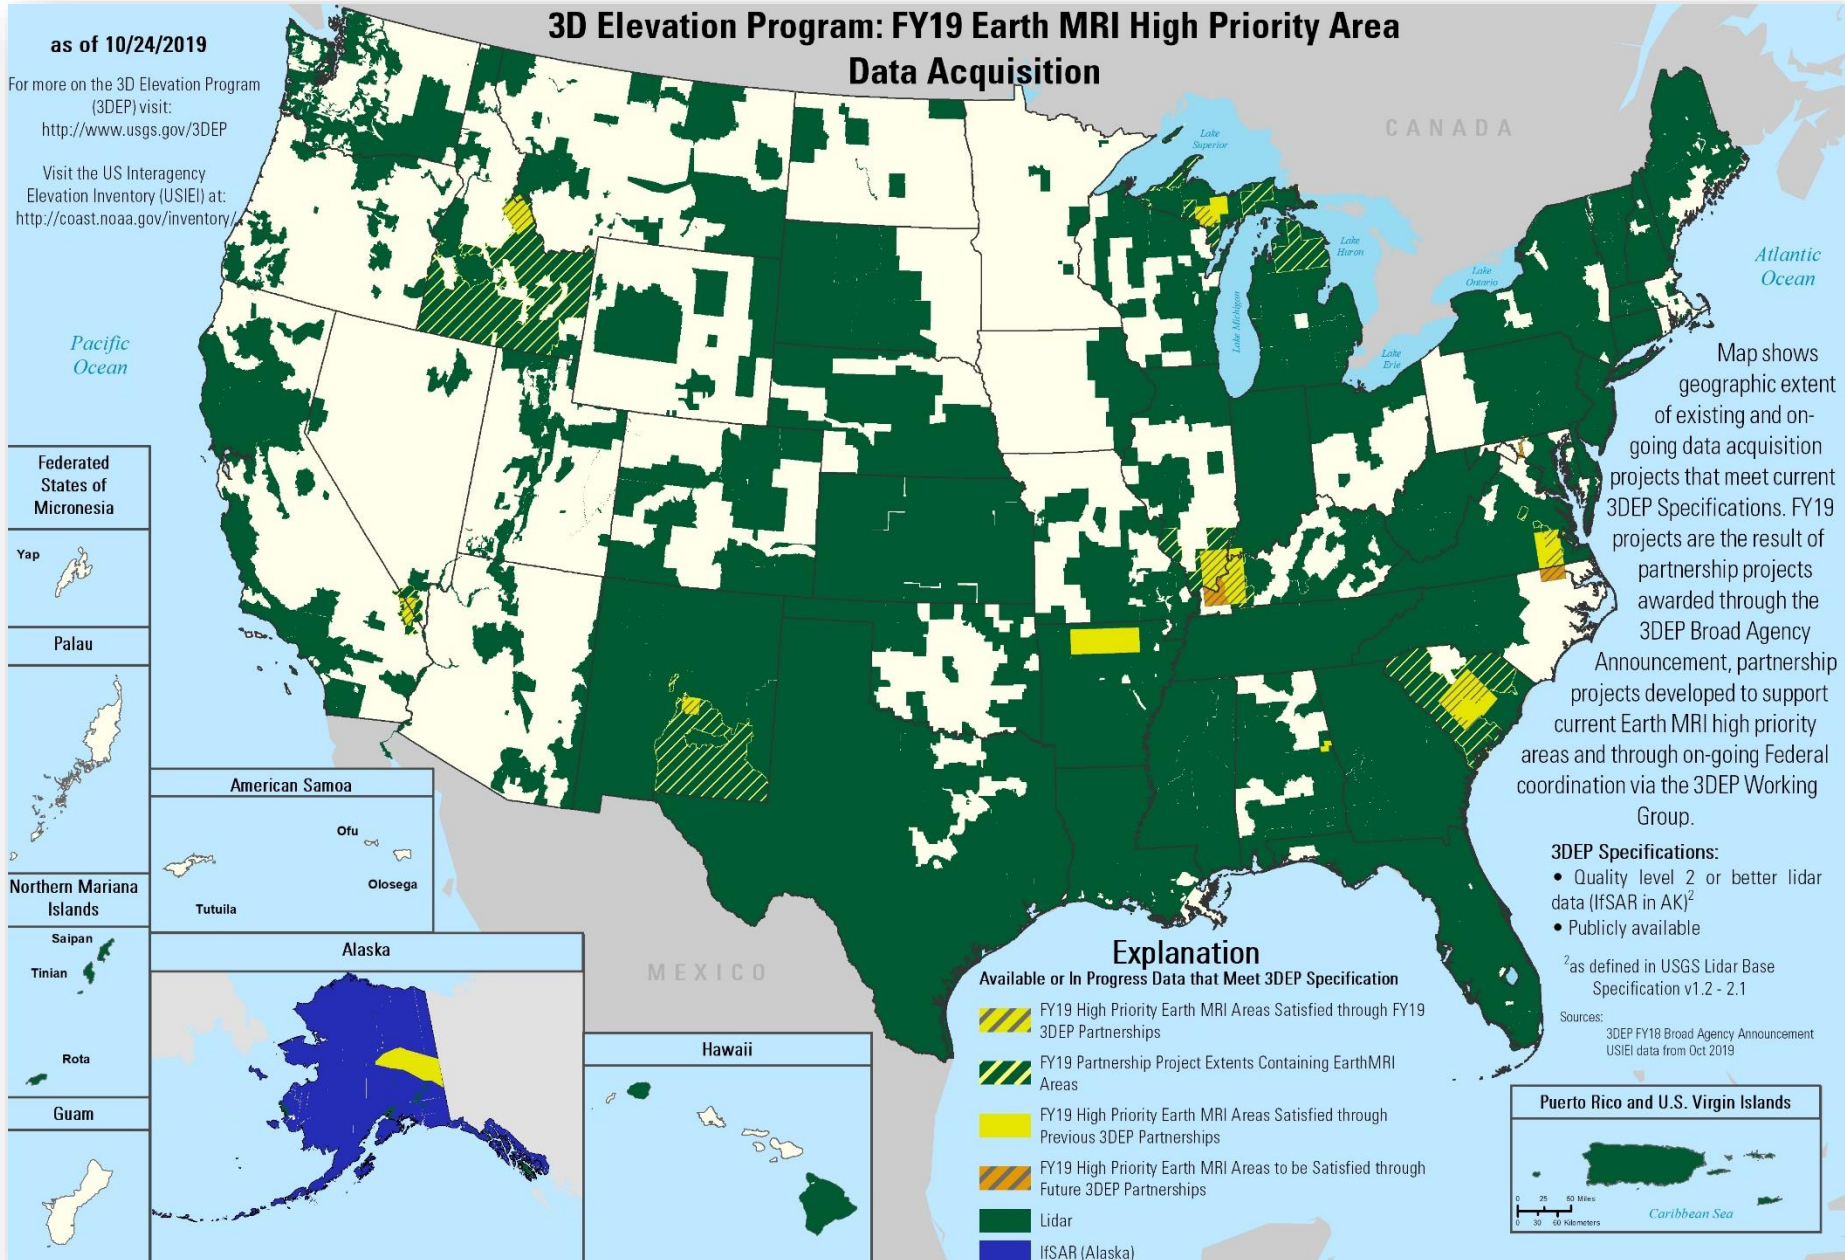 3D Elevation Program: FY19 Earth MRI High Priority Area
Data Acquisition
as of 10/24/2019
For more on the 3D Elevation Program
(3DEP) visit:
http://www.usgs.gov/3DEP
Visit the US Interagency
Elevation Inventory (USIEI) at:
http://coast.noaa.gov/inventory/
CANADA
Lake
Superior
Lake
Huron
Lake
Ontario
Lake Michigan
Lake
Erie
Atlantic
Ocean
Pacific
Ocean
MEXICO
Map shows
geographic extent
of existing and on-
going data acquisition
projects that meet current
3DEP Specifications. FY19
projects are the result of
partnership projects
awarded through the
3DEP Broad Agency
Announcement, partnership
projects developed to support
current Earth MRI high priority
areas and through on-going Federal
coordination via the 3DEP Working
Group.
3DEP Specifications:
• Quality level 2 or better lidar
data (IfSAR in AK)2
• Publicly available
2as defined in USGS Lidar Base
Specification v1.2 - 2.1
Sources:
3DEP FY18 Broad Agency Announcement
USIEI data from Oct 2019
Federated
States of
Micronesia
Yap
Palau
Northern Mariana
Islands
Saipan
Tinian
Rota
Guam
American Samoa
Ofu
Olosega
Tutuila
Alaska
Hawaii
Explanation
Available or In Progress Data that Meet 3DEP Specification
FY19 High Priority Earth MRI Areas Satisfied through FY19
3DEP Partnerships
FY19 Partnership Project Extents Containing EarthMRI
Areas
FY19 High Priority Earth MRI Areas Satisfied through
Previous 3DEP Partnerships
FY19 High Priority Earth MRI Areas to be Satisfied through
Future 3DEP Partnerships
Lidar
IfSAR (Alaska)
Puerto Rico and U.S. Virgin Islands
0 25 50 Miles
0 30 60 Kilometers
Caribbean Sea